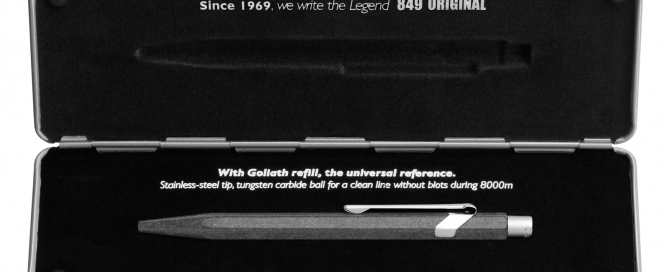 Since 1969, we write the Legend 849 ORIGINAL
With Goliath refill, the universal reference.
Stainless-steel tip, tungsten carbide ball for a clean line without blots during 8000m